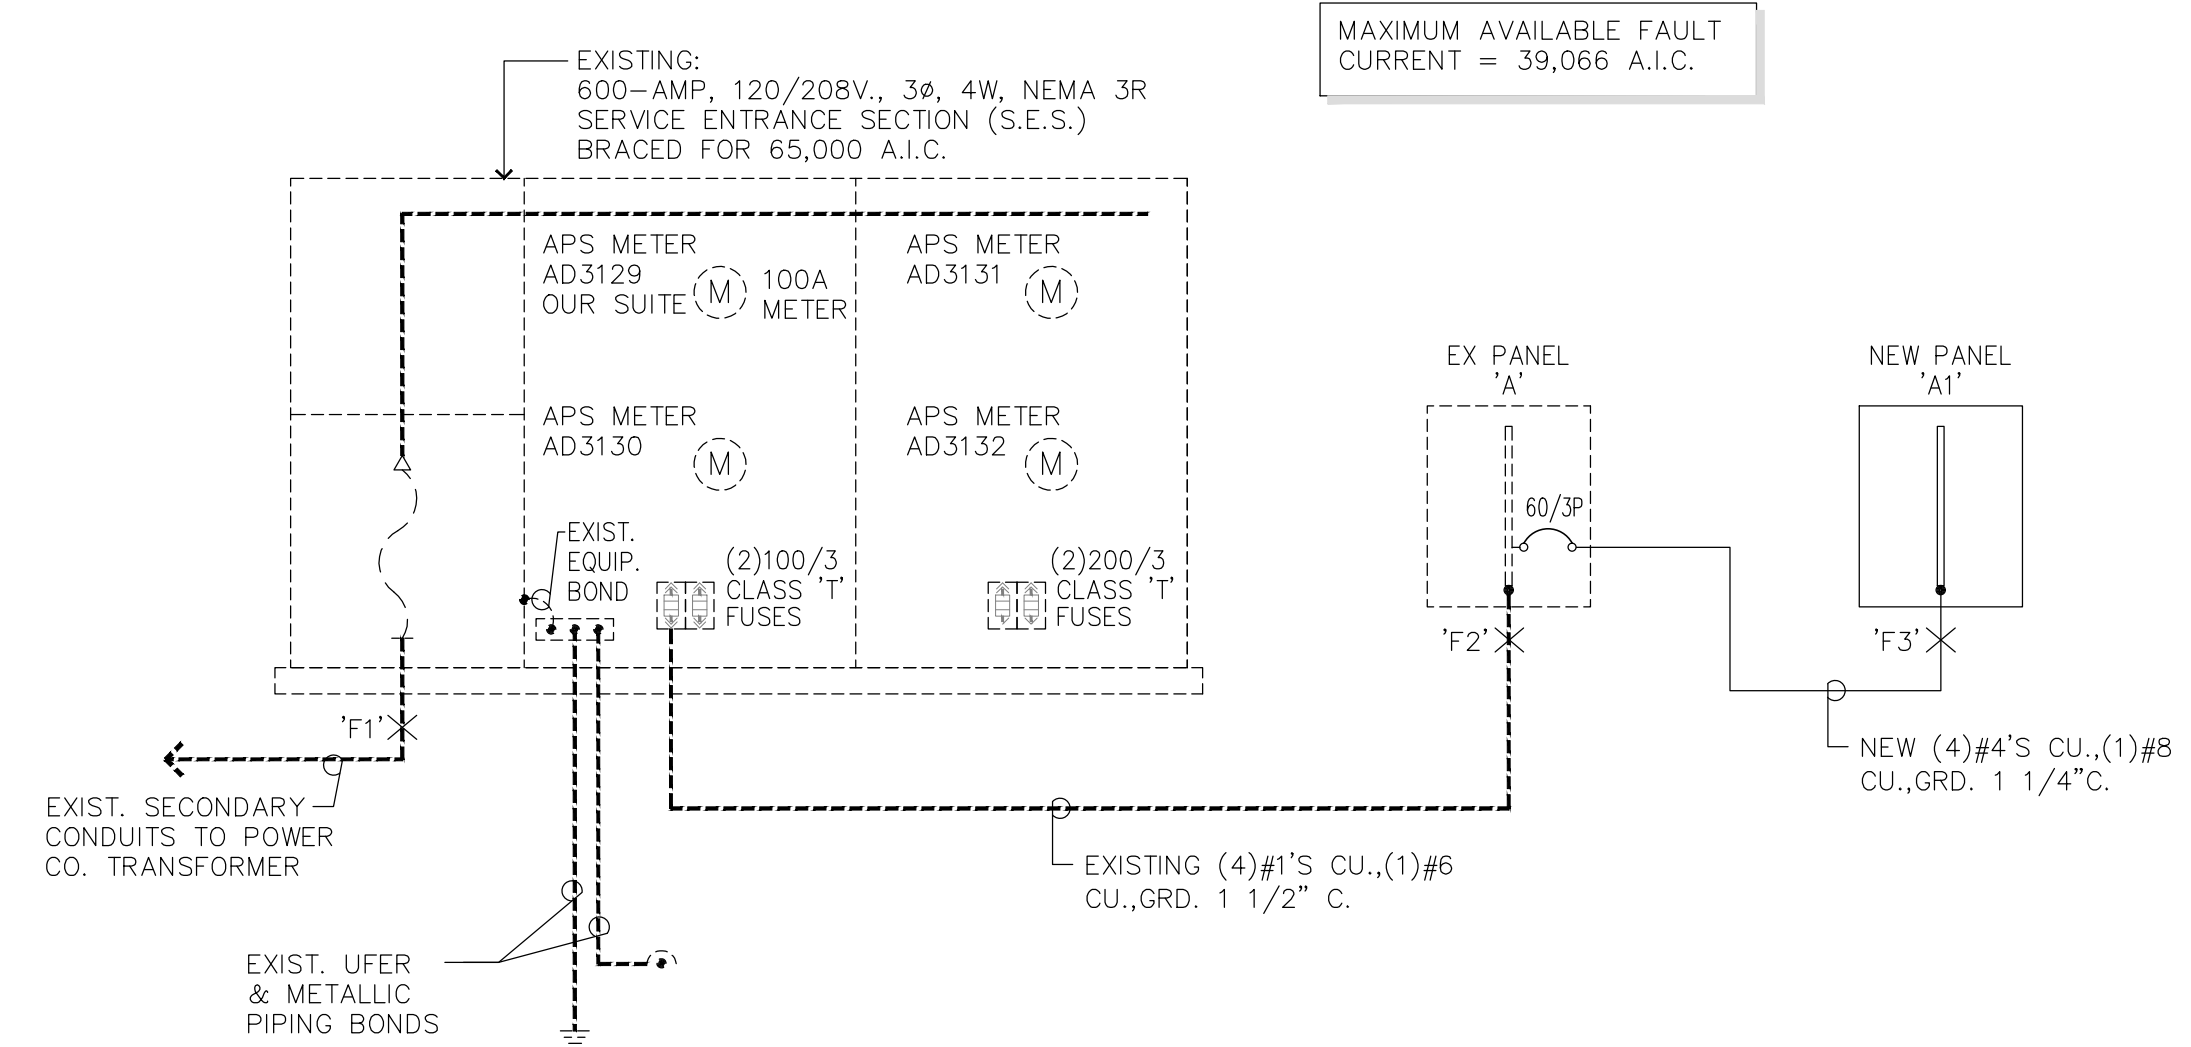 MAXIMUM AVAILABLE FAULT
CURRENT = 39,066 A.I.C.
EXISTING:
600-AMP, 120/208V., 3ø, 4W, NEMA 3R
SERVICE ENTRANCE SECTION (S.E.S.)
BRACED FOR 65,000 A.I.C.
APS METER
AD3129
OUR SUITE
M
100A
METER
APS METER
AD3131
M
APS METER
AD3130
M
APS METER
AD3132
M
EXIST.
EQUIP.
BOND
(2)100/3
CLASS 'T'
FUSES
(2)200/3
CLASS 'T'
FUSES
EX PANEL
'A'
60/3P
'F2'
NEW PANEL
'A1'
'F3'
NEW (4)#4'S CU.,(1)#8
CU.,GRD. 1 1/4"C.
'F1'
EXIST. SECONDARY
CONDUITS TO POWER
CO. TRANSFORMER
EXISTING (4)#1'S CU.,(1)#6
CU.,GRD. 1 1/2" C.
EXIST. UFER
& METALLIC
PIPING BONDS